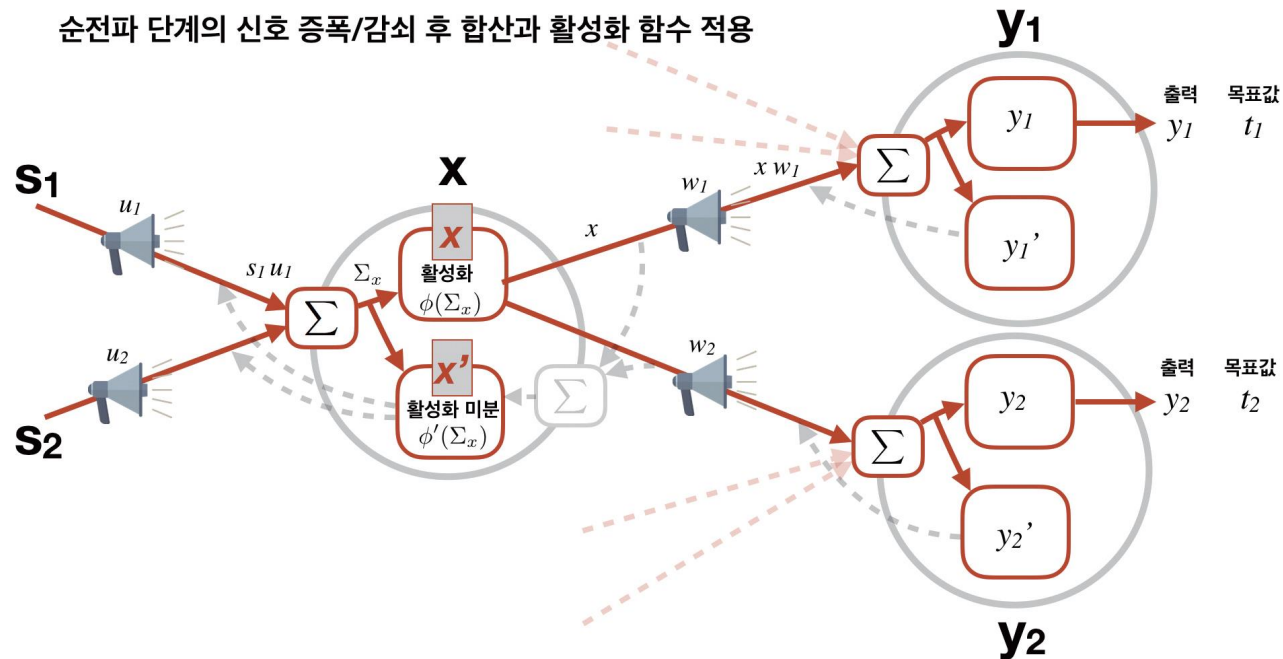 순전파 단계의 신호 증폭/감쇠 후 합산과 활성화 함수 적용
y1
출력 목표값
y1 t1
y1
y1’
∑
x w1
w1
x
S1
u1
s1 u1
X
x
활성화
ϕ(Σx)
Σx
∑
x’
활성화 미분
ϕ′(Σx)
∑
u2
S2
w2
출력 목표값
y2 t2
y2
∑
y2’
y2